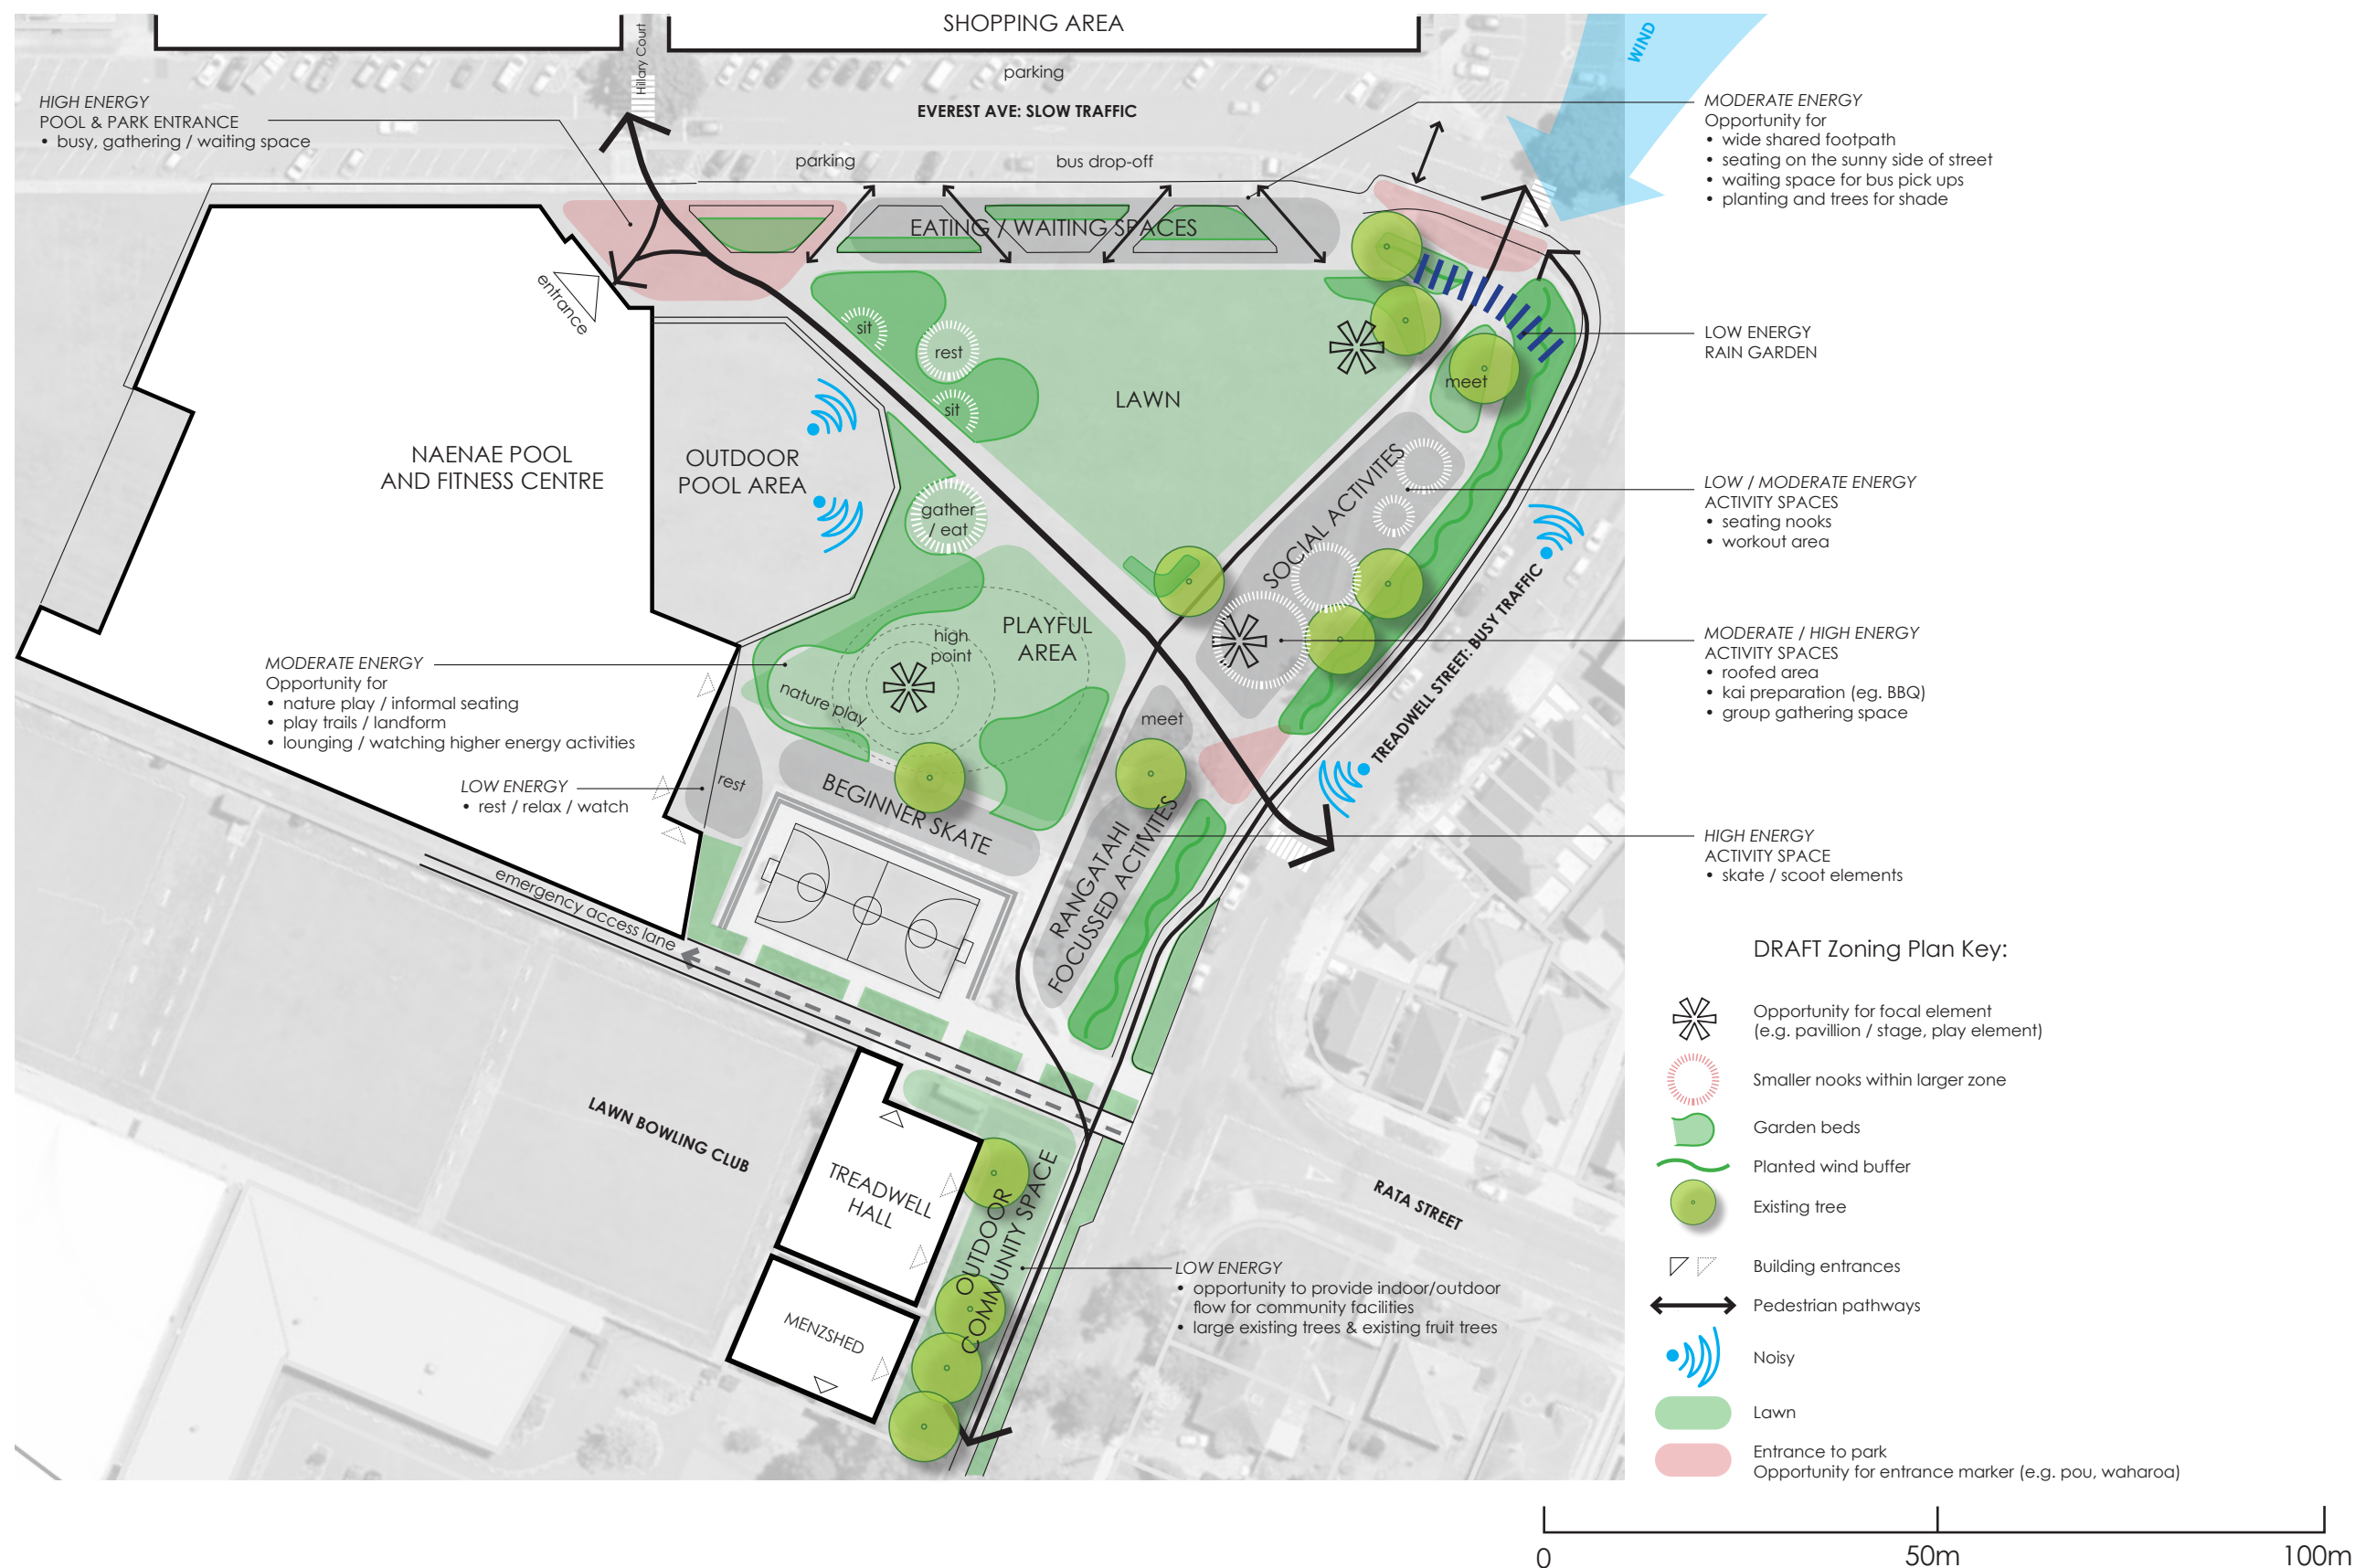 SHOPPING AREA
Hillary Court
parking
EVEREST AVE: SLOW TRAFFIC
parking
bus drop-off
WIND
HIGH ENERGY
POOL & PARK ENTRANCE
• busy, gathering / waiting space
MODERATE ENERGY
Opportunity for
• wide shared footpath
• seating on the sunny side of street
• waiting space for bus pick ups
• planting and trees for shade
EATING / WAITING SPACES
entrance
sit
rest
sit
LAWN
meet
LOW ENERGY
RAIN GARDEN
NAENAE POOL
AND FITNESS CENTRE
OUTDOOR
POOL AREA
gather
/ eat
SOCIAL ACTIVITES
LOW / MODERATE ENERGY
ACTIVITY SPACES
• seating nooks
• workout area
TREADWELL STREET: BUSY TRAFFIC
high
point
PLAYFUL
AREA
nature play
MODERATE / HIGH ENERGY
ACTIVITY SPACES
• roofed area
• kai preparation (eg. BBQ)
• group gathering space
MODERATE ENERGY
Opportunity for
• nature play / informal seating
• play trails / landform
• lounging / watching higher energy activities
LOW ENERGY
• rest / relax / watch
rest
BEGINNER SKATE
meet
RANGATAHI
FOCUSSED ACTIVITES
HIGH ENERGY
ACTIVITY SPACE
• skate / scoot elements
emergency access lane
LAWN BOWLING CLUB
TREADWELL
HALL
MENZSHED
OUTDOOR
COMMUNITY SPACE
RATA STREET
LOW ENERGY
• opportunity to provide indoor/outdoor
flow for community facilities
• large existing trees & existing fruit trees
DRAFT Zoning Plan Key:
Opportunity for focal element
(e.g. pavillion / stage, play element)
Smaller nooks within larger zone
Garden beds
Planted wind buffer
Existing tree
Building entrances
Pedestrian pathways
Noisy
Lawn
Entrance to park
Opportunity for entrance marker (e.g. pou, waharoa)
0
50m
100m